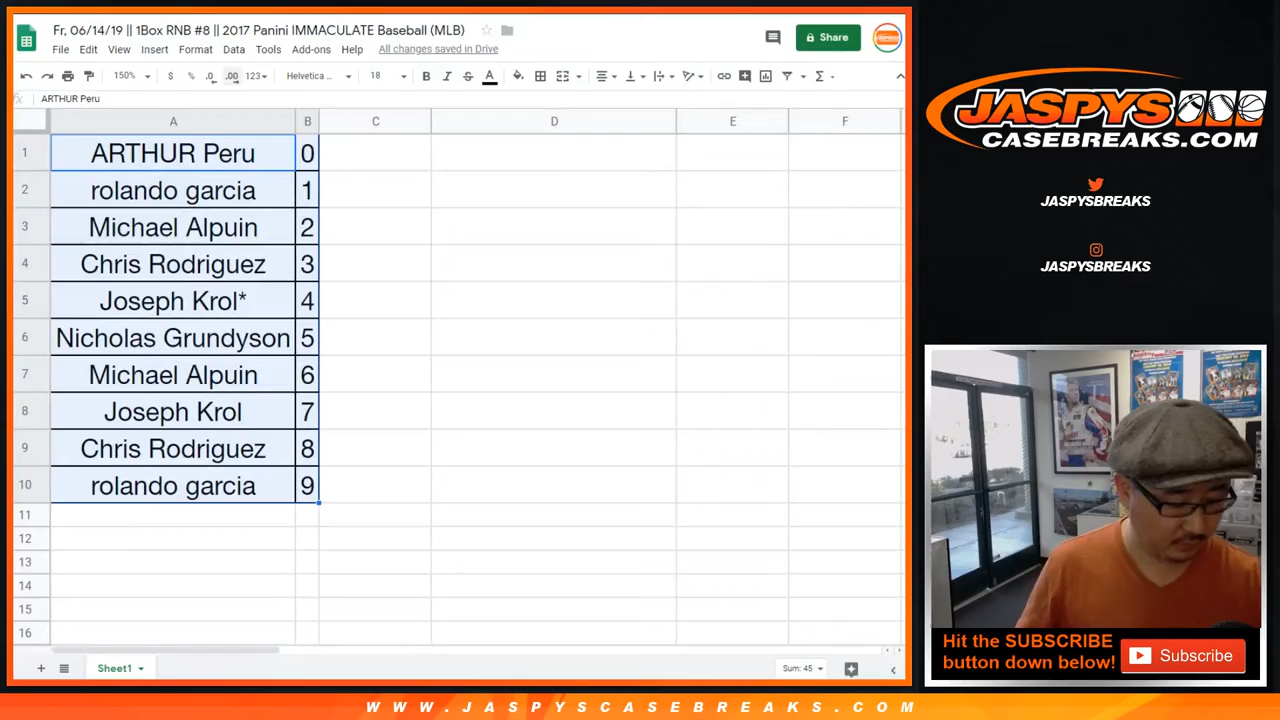 Fr, 06/14/19 || 1Box RNB #8 || 2017 Panini IMMACULATE Baseball (MLB)
File Edit View Insert Format Data Tools Add-ons Help All changes saved in Drive
Share
150% $ % .0 .00 123 Helvetica ... 18 B I S A
fx ARTHUR Peru
A B C D E F
1 ARTHUR Peru 0
2 rolando garcia 1
3 Michael Alpuin 2
4 Chris Rodriguez 3
5 Joseph Krol* 4
6 Nicholas Grundyson 5
7 Michael Alpuin 6
8 Joseph Krol 7
9 Chris Rodriguez 8
10 rolando garcia 9
11
12
13
14
15
16
Sheet1
Sum: 45
JASPYS
CASEBREAKS.COM
JASPYSBREAKS
JASPYSBREAKS
Hit the SUBSCRIBE
button down below!
Subscribe
WWW.JASPYSCASEBREAKS.COM